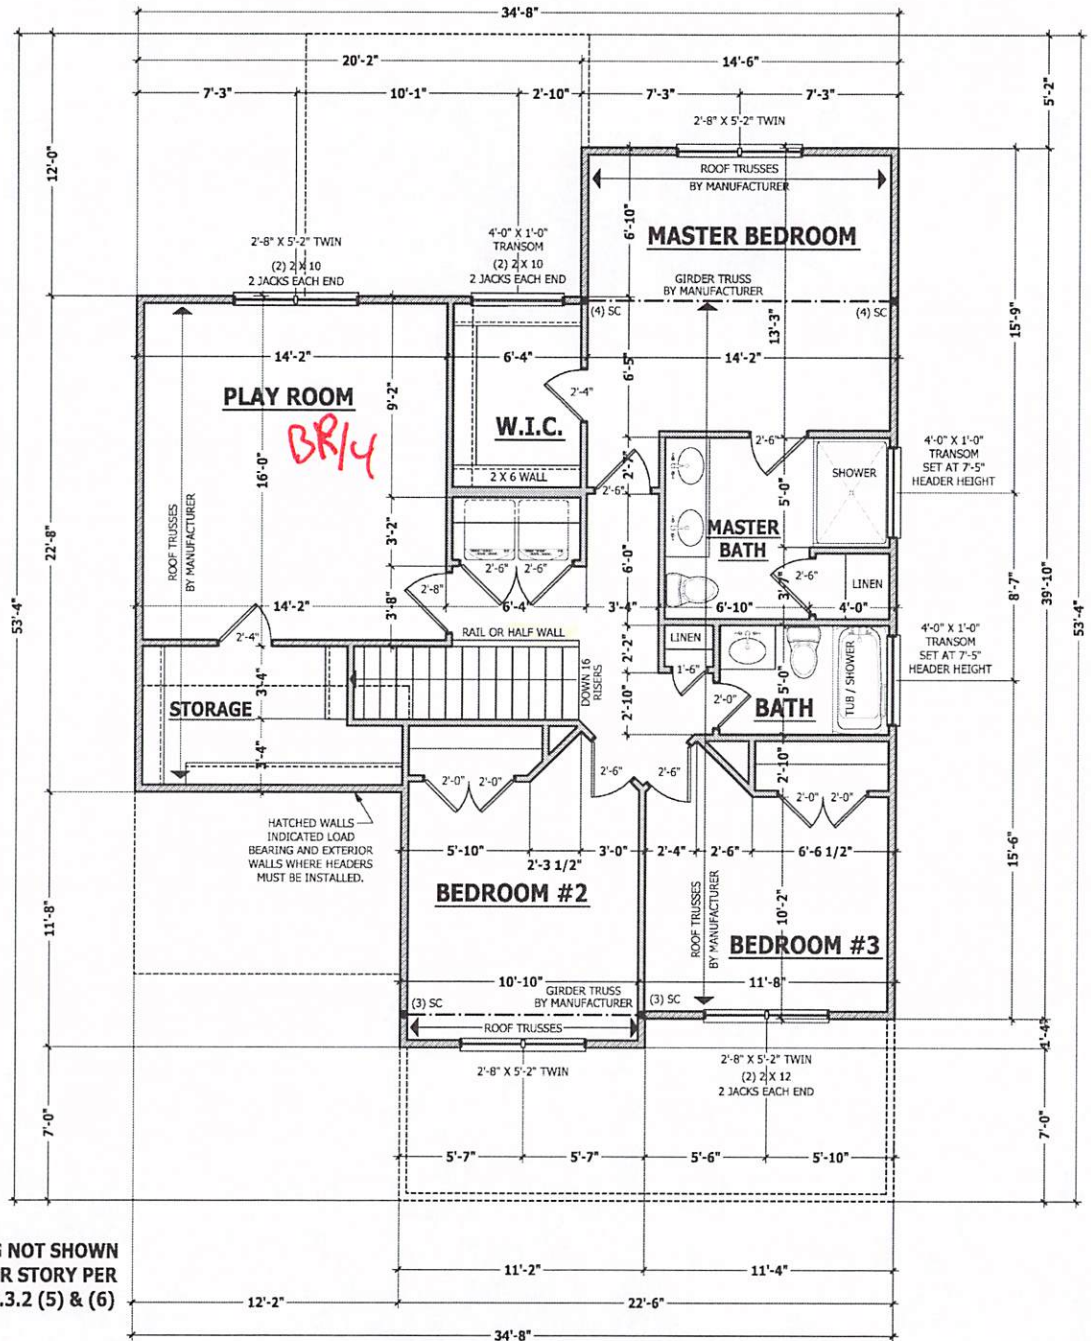 34'-8"
20'-2"
14'-6"
7'-3"
10'-1"
2'-10"
7'-3"
7'-3"
5'-2"
2'-8" X 5'-2" TWIN
12'-0"
ROOF TRUSSES
BY MANUFACTURER
6'-10"
MASTER BEDROOM
2'-8" X 5'-2" TWIN
(2) 2 X 10
2 JACKS EACH END
4'-0" X 1'-0"
TRANSOM
(2) 2 X 10
2 JACKS EACH END
GIRDER TRUSS
BY MANUFACTURER
(4) SC
(4) SC
13'-3"
15'-9"
14'-2"
6'-4"
6'-5"
14'-2"
9'-2"
2'-4"
PLAY ROOM
BR/4
W.I.C.
16'-0"
2'-6"
4'-0" X 1'-0"
TRANSOM
SET AT 7'-5"
HEADER HEIGHT
SHOWER
5'-0"
2 X 6 WALL
2'-6"
ROOF TRUSSES
BY MANUFACTURER
22'-8"
3'-2"
MASTER
BATH
6'-0"
2'-6"
2'-6"
2'-6"
3'-7"
LINEN
8'-7"
39'-10"
53'-4"
53'-4"
2'-8"
3'-8"
14'-2"
6'-4"
3'-4"
6'-10"
4'-0"
2'-4"
RAIL OR HALF WALL
2'-2"
LINEN
4'-0" X 1'-0"
TRANSOM
SET AT 7'-5"
HEADER HEIGHT
1'-6"
DOWN 16
RISERS
3'-4"
STORAGE
2'-10"
2'-0"
BATH
5'-0"
TUB / SHOWER
3'-4"
2'-10"
2'-0"
2'-0"
2'-6"
2'-6"
2'-0"
2'-0"
HATCHED WALLS
INDICATED LOAD
BEARING AND EXTERIOR
WALLS WHERE HEADERS
MUST BE INSTALLED.
5'-10"
2'-3 1/2"
3'-0"
2'-4"
2'-6"
6'-6 1/2"
15'-6"
BEDROOM #2
ROOF TRUSSES
BY MANUFACTURER
10'-2"
11'-8"
BEDROOM #3
10'-10"
11'-8"
GIRDER TRUSS
BY MANUFACTURER
(3) SC
(3) SC
ROOF TRUSSES
1'-4"
2'-8" X 5'-2" TWIN
2'-8" X 5'-2" TWIN
(2) 2 X 12
2 JACKS EACH END
7'-0"
7'-0"
5'-7"
5'-7"
5'-6"
5'-10"
NOT SHOWN
R STORY PER
.3.2 (5) & (6)
11'-2"
11'-4"
12'-2"
22'-6"
34'-8"